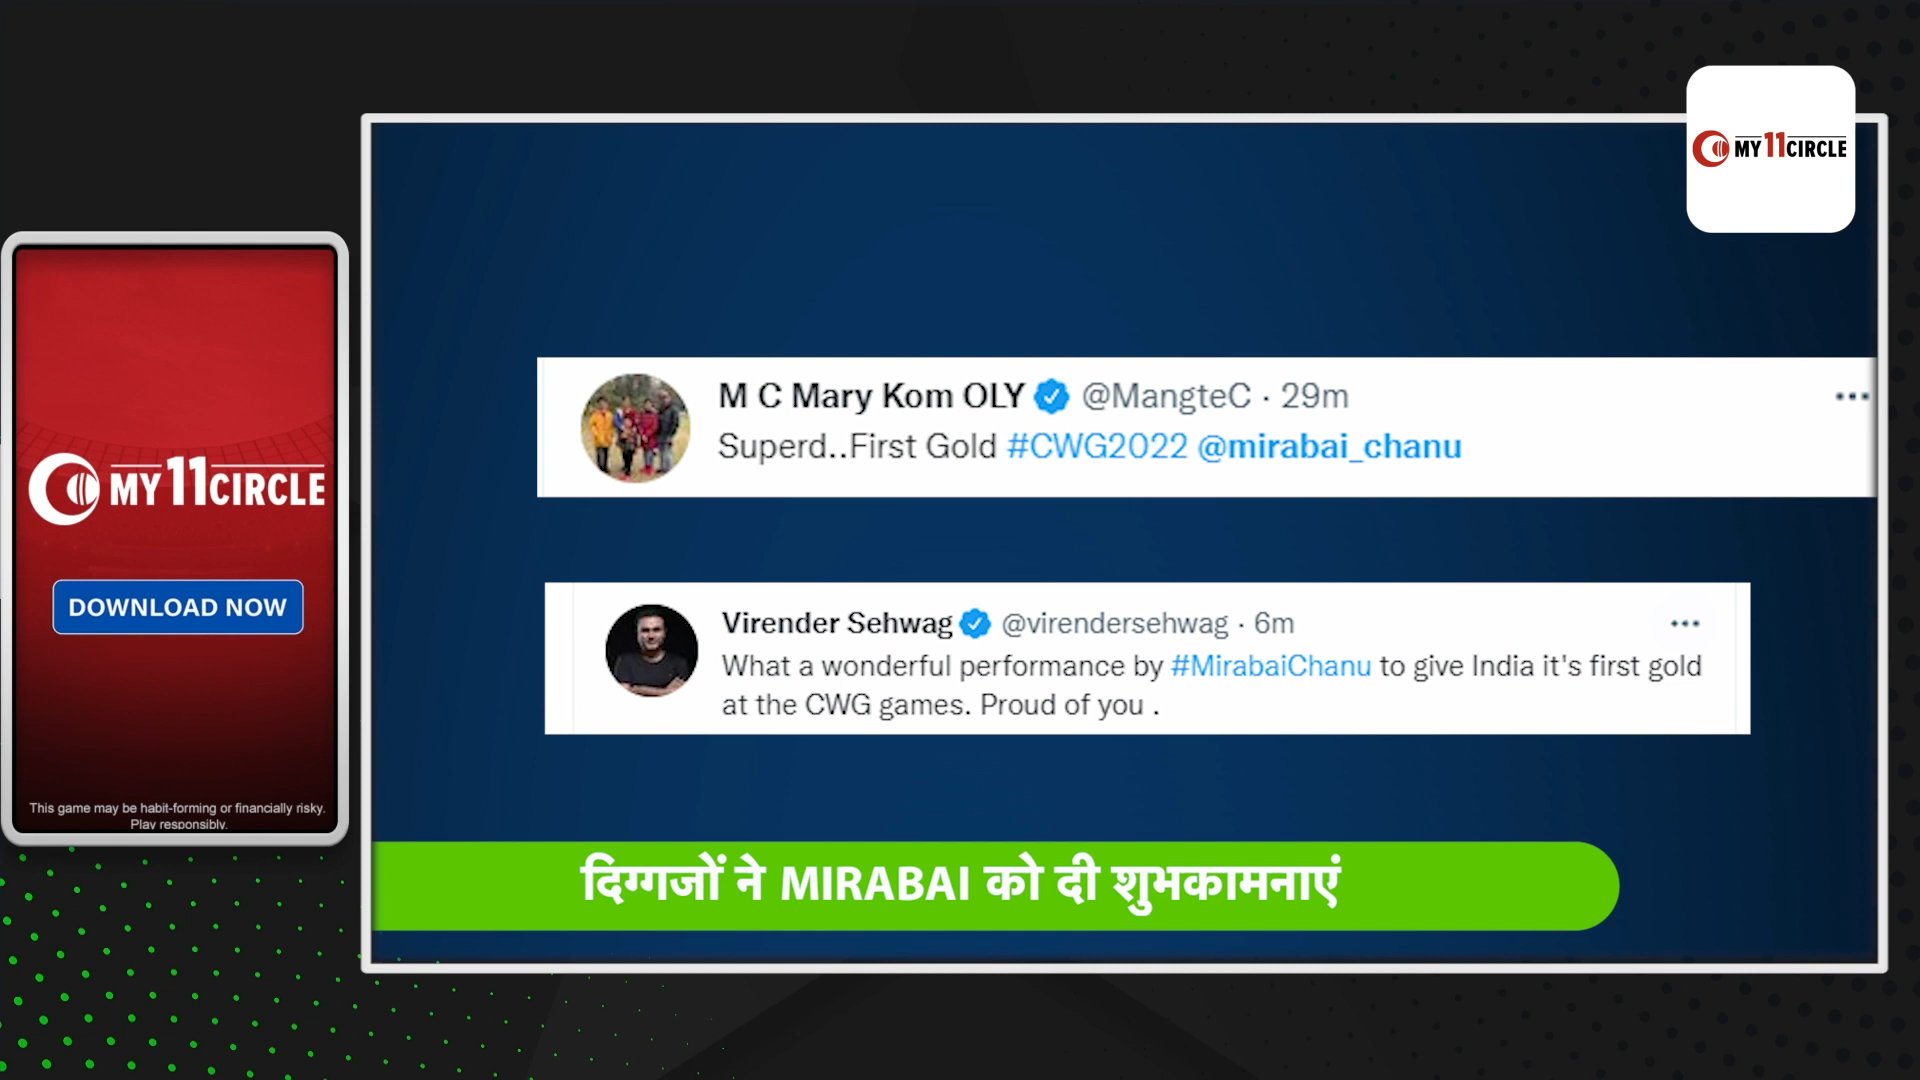 MY11CIRCLE
MY11CIRCLE
DOWNLOAD NOW
This game may be habit-forming or financially risky.
Play responsibly.
M C Mary Kom OLY @MangteC · 29m
Superd..First Gold #CWG2022 @mirabai_chanu
Virender Sehwag @virendersehwag · 6m
What a wonderful performance by #MirabaiChanu to give India it's first gold
at the CWG games. Proud of you .
दिग्गजों ने MIRABAI को दी शुभकामनाएं